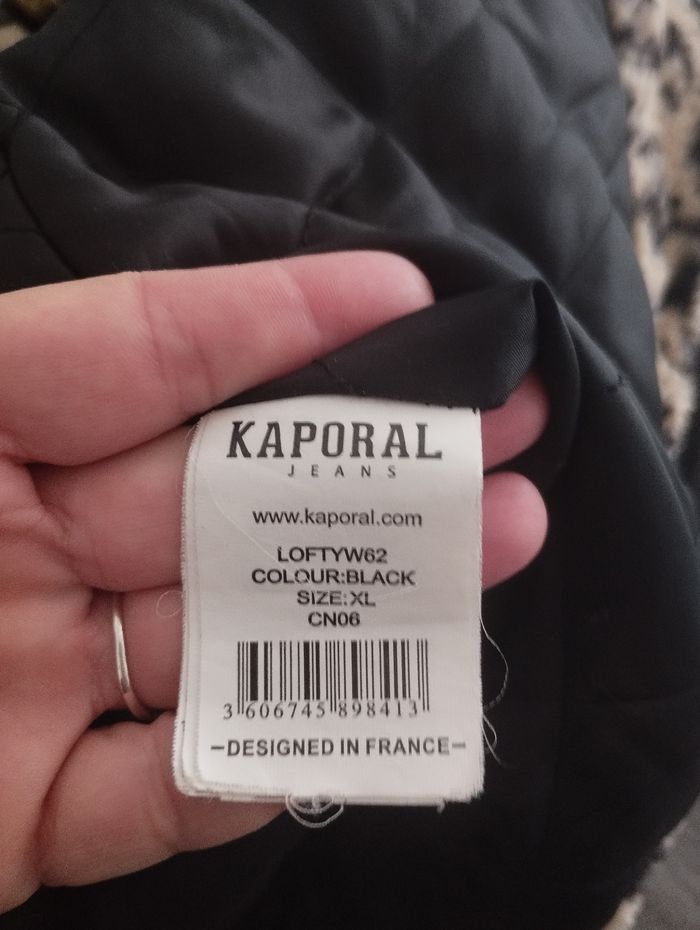 KAPORAL
JEANS
www.kaporal.com
LOFTYW62
COLOUR:BLACK
SIZE:XL
CN06
3 606745 898413
-DESIGNED IN FRANCE-